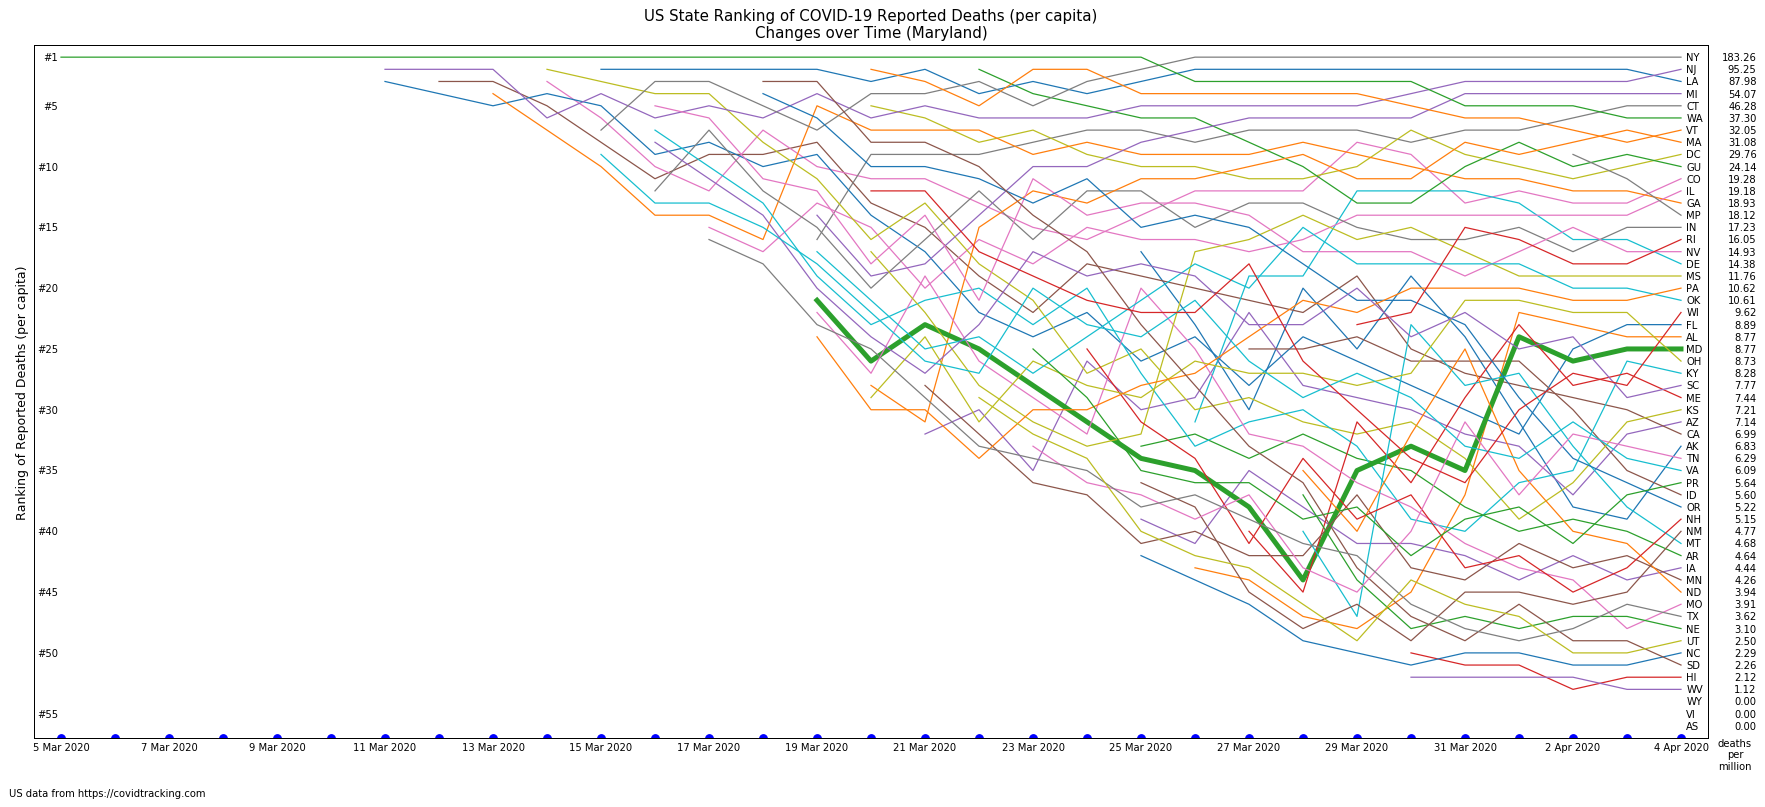 US State Ranking of COVID-19 Reported Deaths (per capita)
Changes over Time (Maryland)
Ranking of Reported Deaths (per capita)
#1
#5
#10
#15
#20
#25
#30
#35
#40
#45
#50
#55
NY 183.26
NJ 95.25
LA 87.98
MI 54.07
CT 46.28
WA 37.30
VT 32.05
MA 31.08
DC 29.76
GU 24.14
CO 19.28
IL 19.18
GA 18.93
MP 18.12
IN 17.23
RI 16.05
NV 14.93
DE 14.38
MS 11.76
PA 10.62
OK 10.61
WI 9.62
FL 8.89
AL 8.77
MD 8.77
OH 8.73
KY 8.28
SC 7.77
ME 7.44
KS 7.21
AZ 7.14
CA 6.99
AK 6.83
TN 6.29
VA 6.09
PR 5.64
ID 5.60
OR 5.22
NH 5.15
NM 4.77
MT 4.68
AR 4.64
IA 4.44
MN 4.26
ND 3.94
MO 3.91
TX 3.62
NE 3.10
UT 2.50
NC 2.29
SD 2.26
HI 2.12
WV 1.12
WY 0.00
VI 0.00
AS 0.00
5 Mar 2020 7 Mar 2020 9 Mar 2020 11 Mar 2020 13 Mar 2020 15 Mar 2020 17 Mar 2020 19 Mar 2020 21 Mar 2020 23 Mar 2020 25 Mar 2020 27 Mar 2020 29 Mar 2020 31 Mar 2020 2 Apr 2020 4 Apr 2020
deaths
per
million
US data from https://covidtracking.com